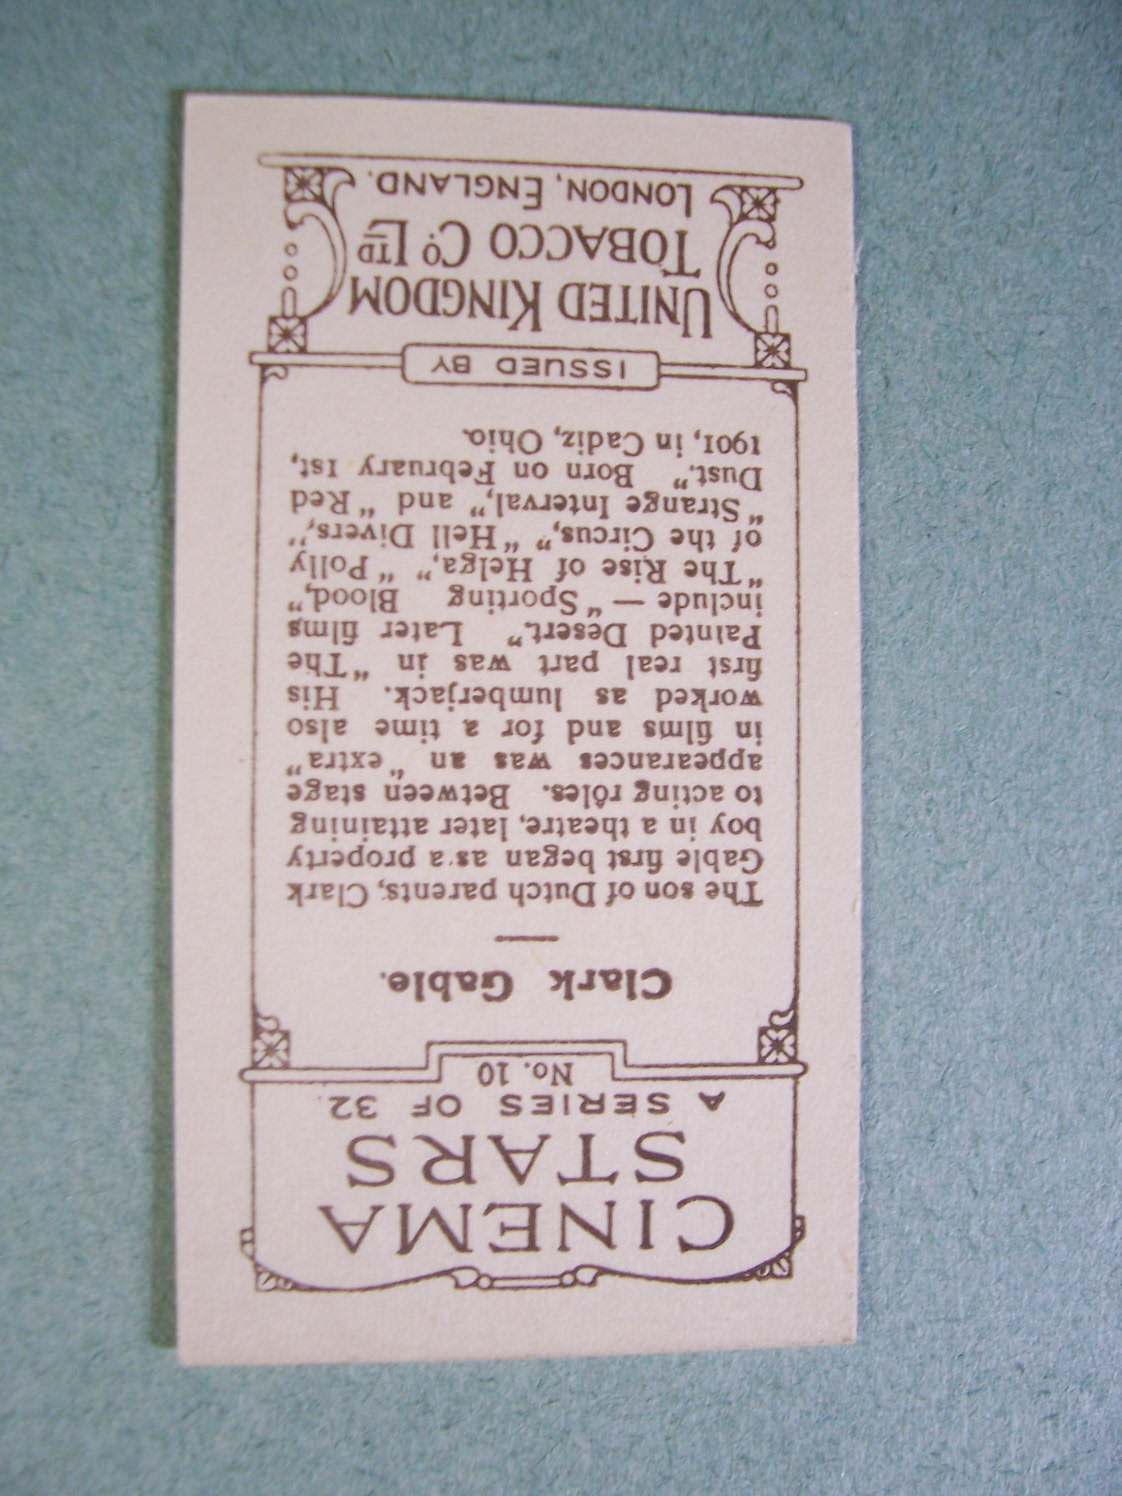 CINEMA
STARS
A SERIES OF 32.
No. 10
Clark Gable.
The son of Dutch parents, Clark
Gable first began as a property
boy in a theatre, later attaining
to acting rôles. Between stage
appearances was an "extra"
in films and for a time also
worked as lumberjack. His
first real part was in "The
Painted Desert." Later films
include — "Sporting Blood,"
"The Rise of Helga," "Polly
of the Circus," "Hell Divers,"
"Strange Interval," and "Red
Dust." Born on February 1st,
1901, in Cadiz, Ohio.
ISSUED BY
UNITED KINGDOM
TOBACCO CO. LTD
LONDON, ENGLAND.